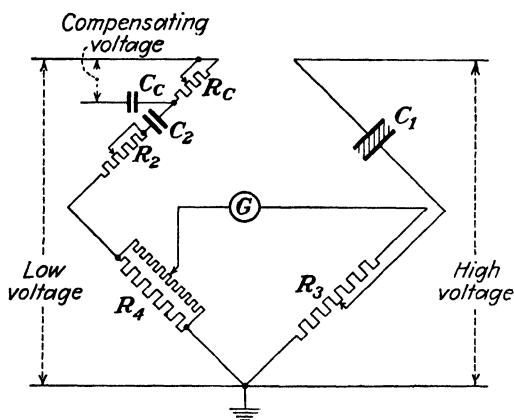 Compensating
voltage
C_C
R_C
C_2
R_2
C_1
G
Low
voltage
R_4
R_3
High
voltage